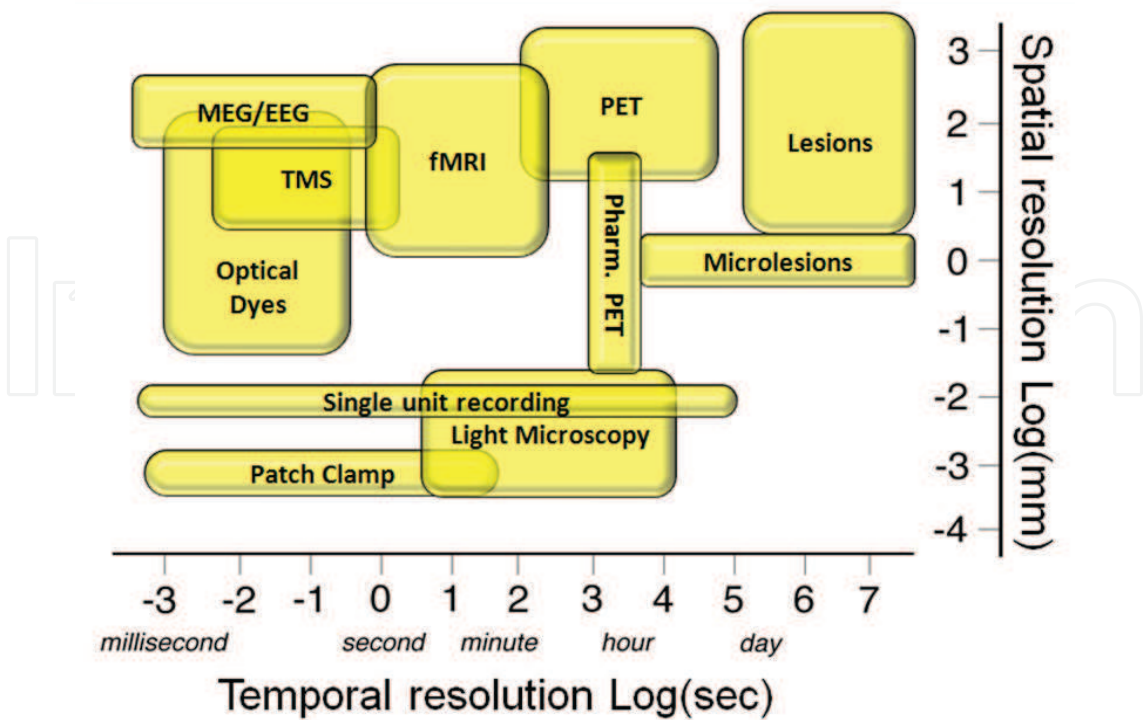 MEG/EEG
TMS
Optical
Dyes
fMRI
PET
Pharm. PET
Lesions
Microlesions
Single unit recording
Light Microscopy
Patch Clamp
3
2
1
0
-1
-2
-3
-4
Spatial resolution Log(mm)
-3 -2 -1 0 1 2 3 4 5 6 7
millisecond second minute hour day
Temporal resolution Log(sec)